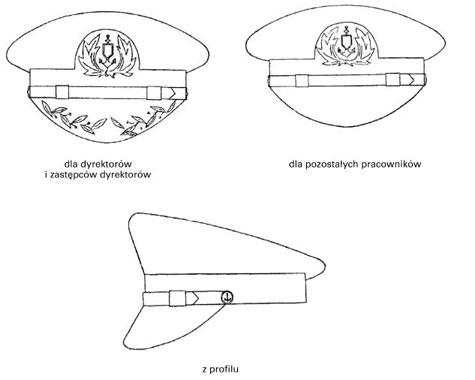 dla dyrektorów
i zastępców dyrektorów
dla pozostałych pracowników
z profilu